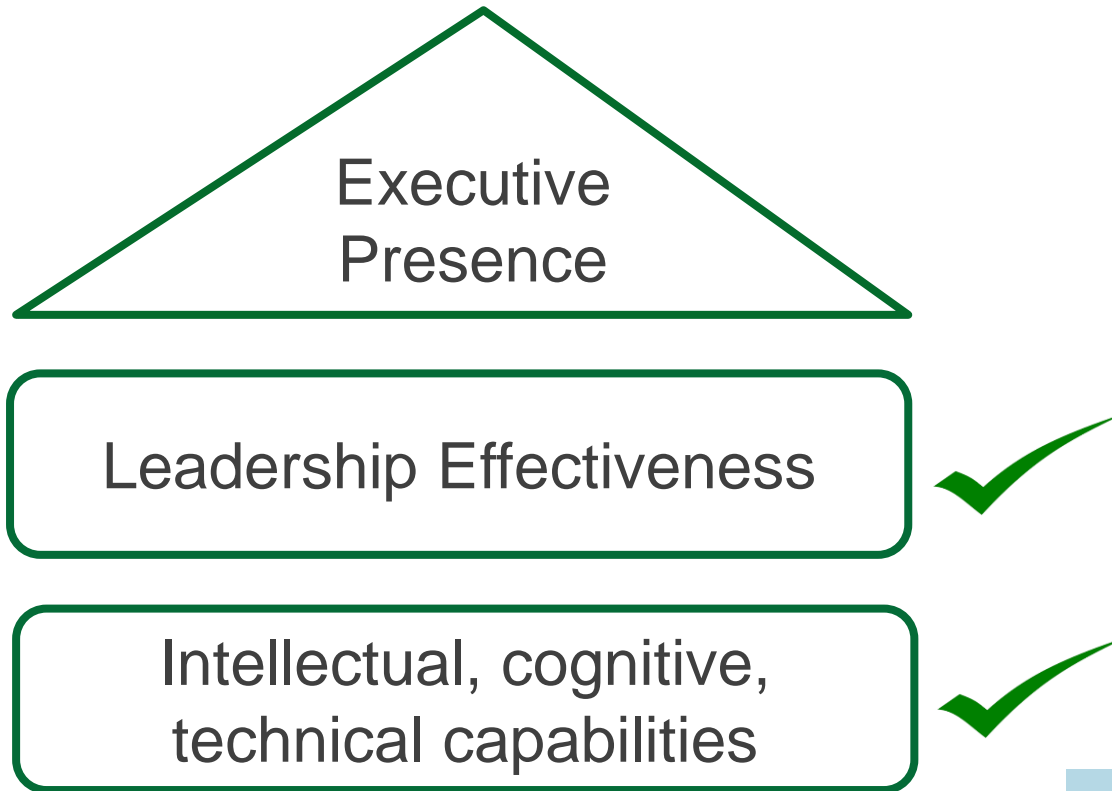 Executive
Presence
Leadership Effectiveness
Intellectual, cognitive,
technical capabilities